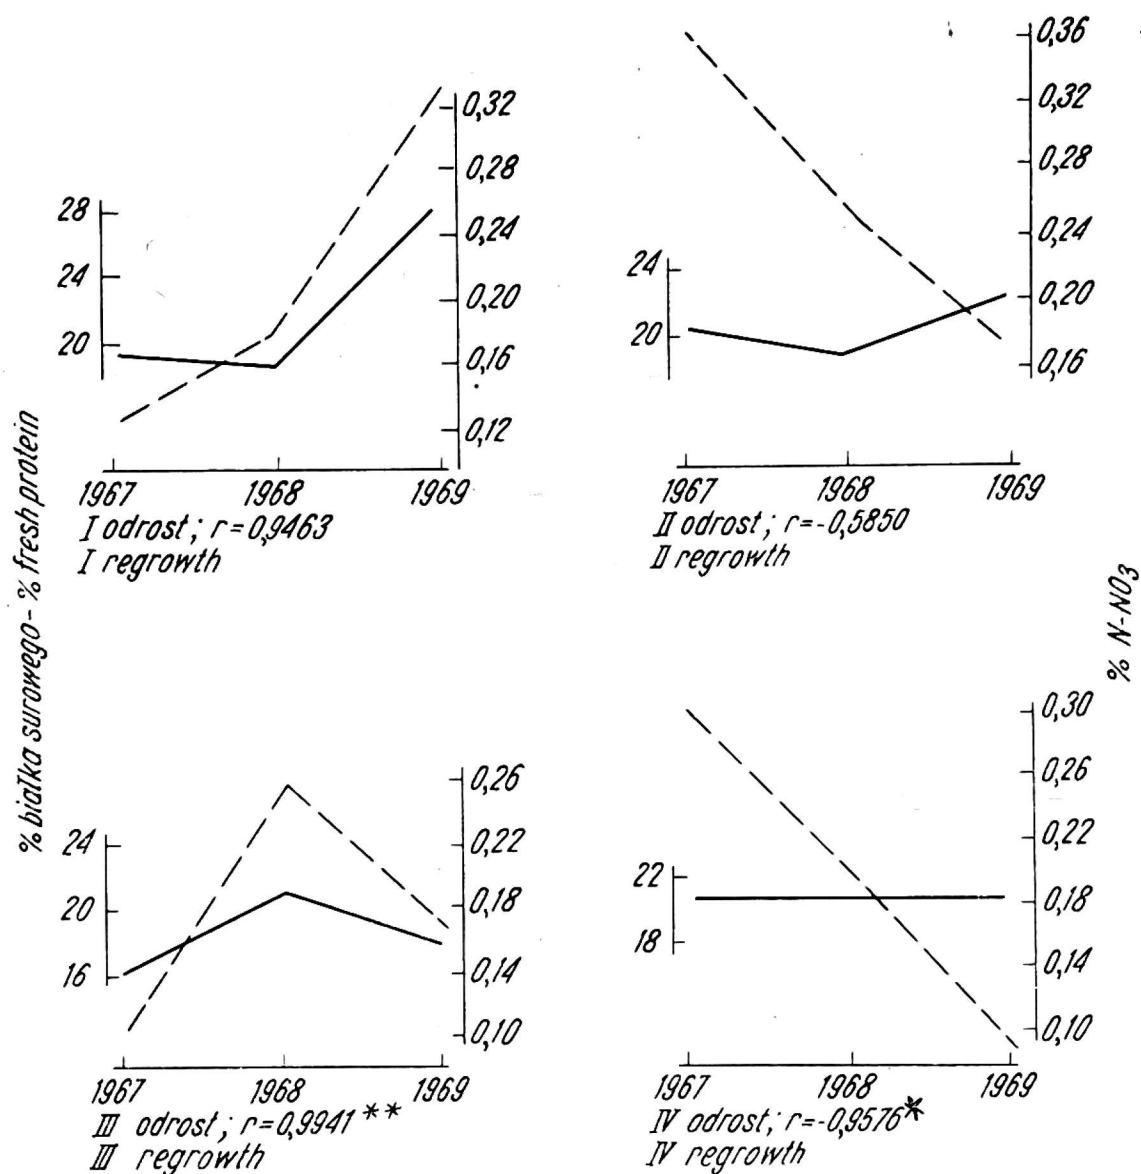 0,32
0,28
0,24
0,20
0,16
0,12
28
24
20
1967 1968 1969
I odrost; r=0,9463
I regrowth
0,36
0,32
0,28
0,24
0,20
0,16
24
20
1967 1968 1969
II odrost; r=-0,5850
II regrowth
% białka surowego - % fresh protein
% N-NO3
0,26
0,22
0,18
0,14
0,10
24
20
16
1967 1968 1969
III odrost; r=0,9941**
III regrowth
0,30
0,26
0,22
0,18
0,14
0,10
22
18
1967 1968 1969
IV odrost; r=-0,9576*
IV regrowth